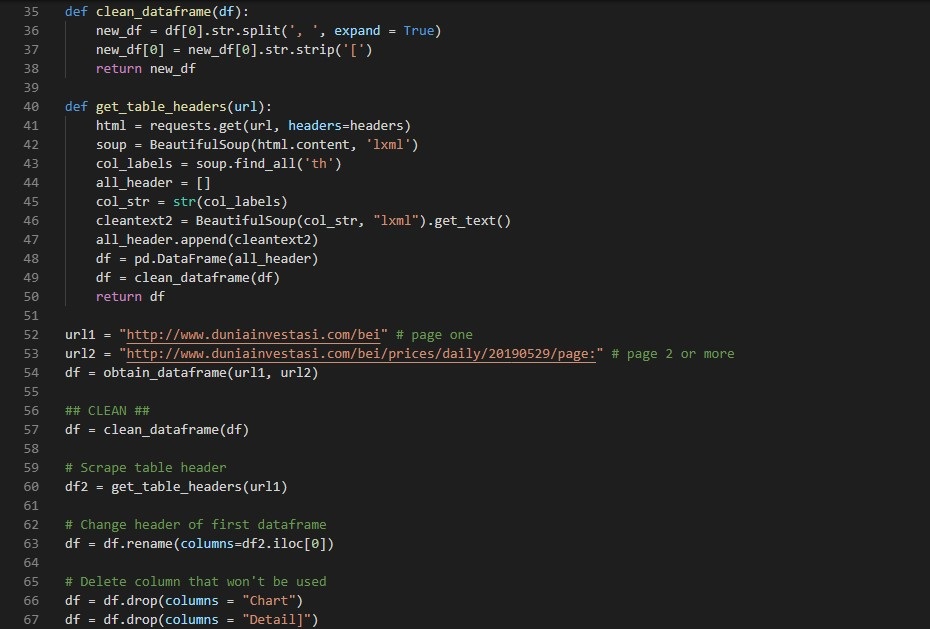 35 def clean_dataframe(df):
36     new_df = df[0].str.split(', ', expand = True)
37     new_df[0] = new_df[0].str.strip('[')
38     return new_df
39
40 def get_table_headers(url):
41     html = requests.get(url, headers=headers)
42     soup = BeautifulSoup(html.content, 'lxml')
43     col_labels = soup.find_all('th')
44     all_header = []
45     col_str = str(col_labels)
46     cleantext2 = BeautifulSoup(col_str, "lxml").get_text()
47     all_header.append(cleantext2)
48     df = pd.DataFrame(all_header)
49     df = clean_dataframe(df)
50     return df
51
52 url1 = "http://www.duniainvestasi.com/bei" # page one
53 url2 = "http://www.duniainvestasi.com/bei/prices/daily/20190529/page:" # page 2 or more
54 df = obtain_dataframe(url1, url2)
55
56 ## CLEAN ##
57 df = clean_dataframe(df)
58
59 # Scrape table header
60 df2 = get_table_headers(url1)
61
62 # Change header of first dataframe
63 df = df.rename(columns=df2.iloc[0])
64
65 # Delete column that won't be used
66 df = df.drop(columns = "Chart")
67 df = df.drop(columns = "Detail]")